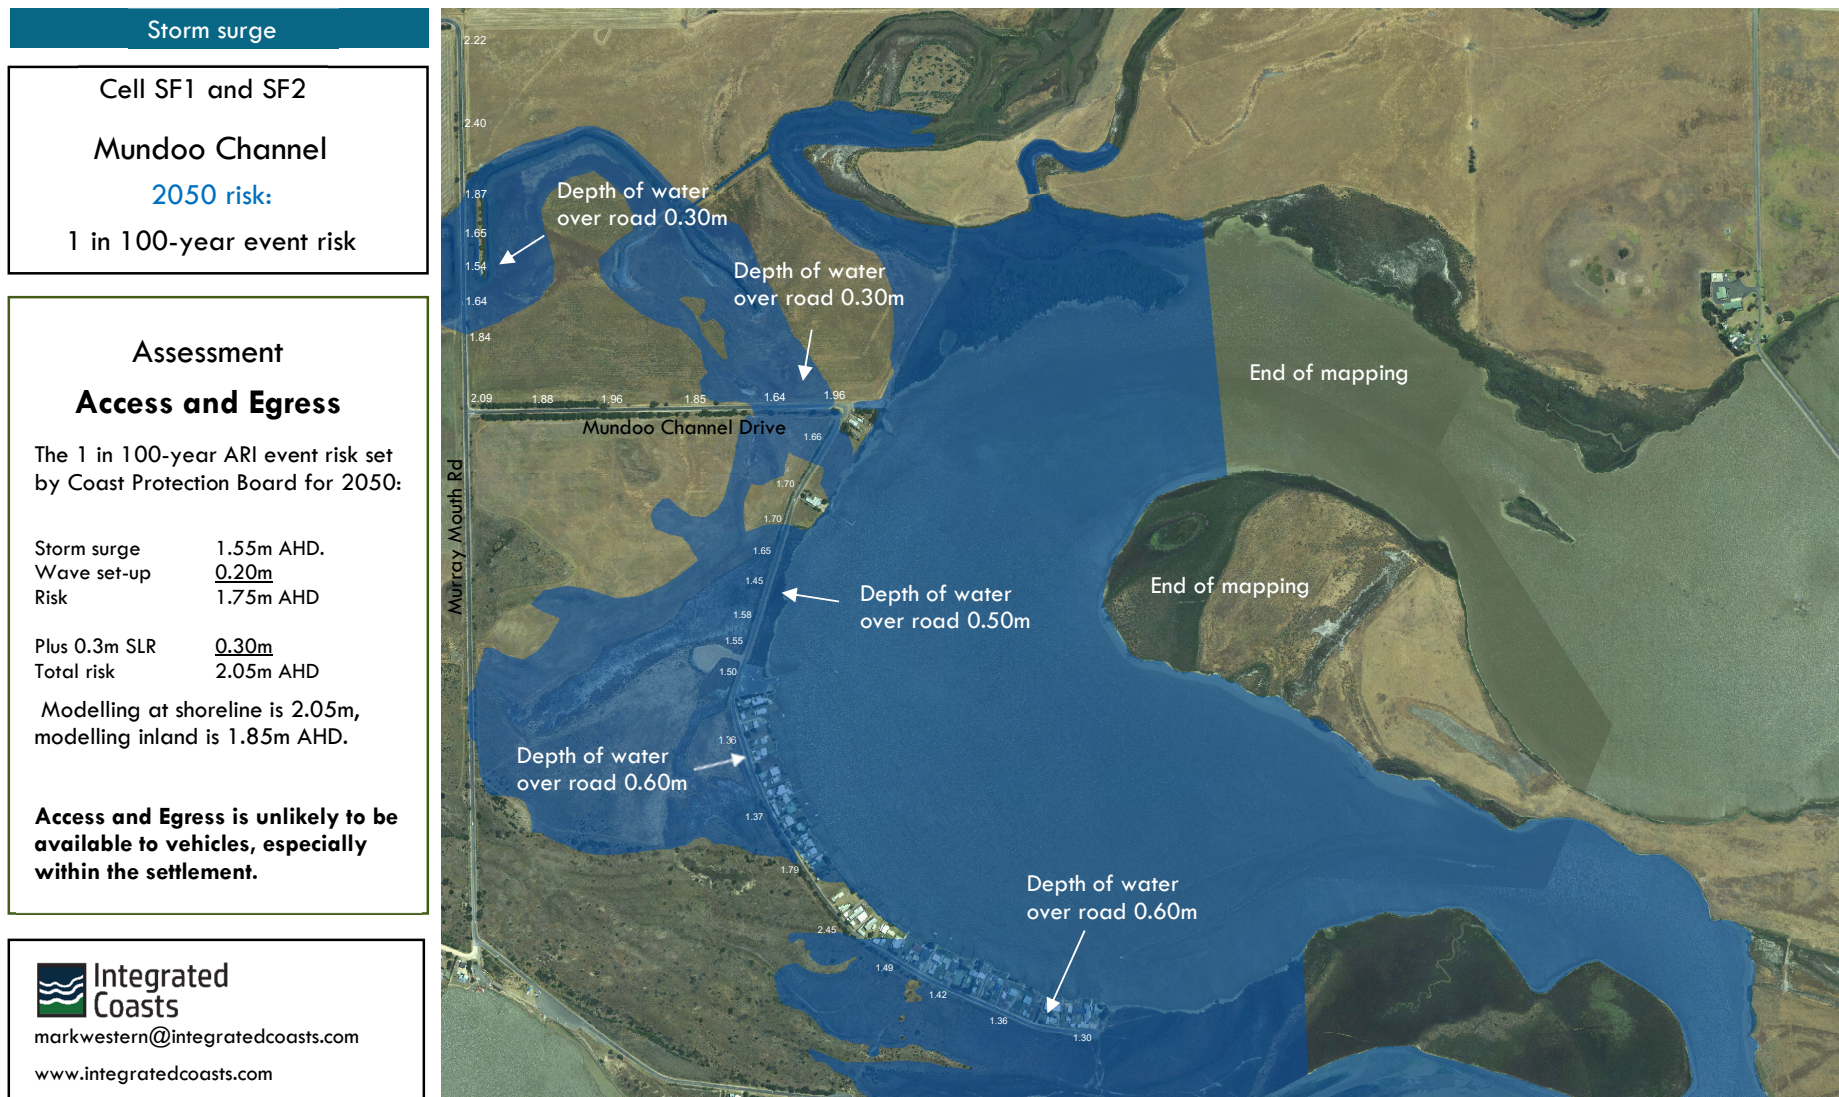 Storm surge
Cell SF1 and SF2
Mundoo Channel
2050 risk:
1 in 100-year event risk
Assessment
Access and Egress
The 1 in 100-year ARI event risk set
by Coast Protection Board for 2050:
Storm surge 1.55m AHD.
Wave set-up 0.20m
Risk 1.75m AHD
Plus 0.3m SLR 0.30m
Total risk 2.05m AHD
Modelling at shoreline is 2.05m,
modelling inland is 1.85m AHD.
Access and Egress is unlikely to be
available to vehicles, especially
within the settlement.
Integrated
Coasts
markwestern@integratedcoasts.com
www.integratedcoasts.com
2.22
2.40
1.87
1.65
1.54
1.64
1.84
Depth of water
over road 0.30m
Depth of water
over road 0.30m
2.09
1.88
1.96
1.85
1.64
1.96
Mundoo Channel Drive
Murray Mouth Rd
1.66
1.70
1.70
1.65
1.45
1.58
1.55
1.50
1.36
1.37
1.79
2.45
1.49
1.42
1.36
1.30
End of mapping
End of mapping
Depth of water
over road 0.50m
Depth of water
over road 0.60m
Depth of water
over road 0.60m